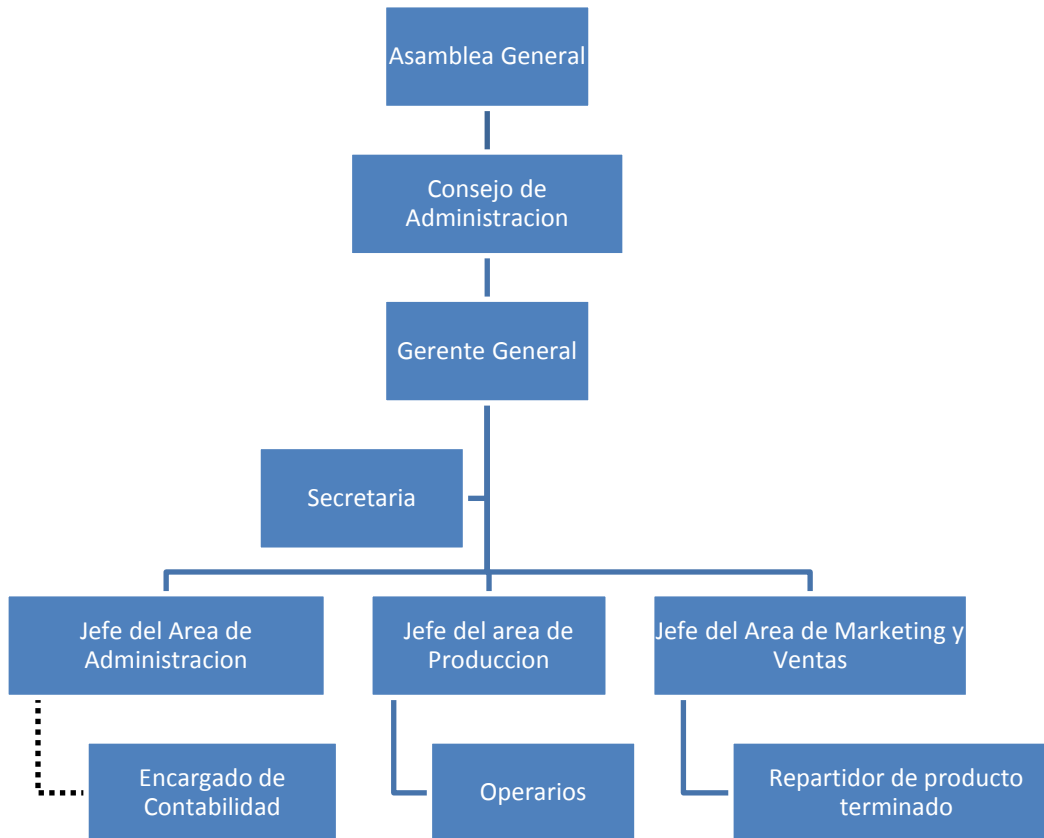 Asamblea General
Consejo de
Administracion
Gerente General
Secretaria
Jefe del Area de
Administracion
Jefe del area de
Produccion
Jefe del Area de Marketing y
Ventas
Encargado de
Contabilidad
Operarios
Repartidor de producto
terminado